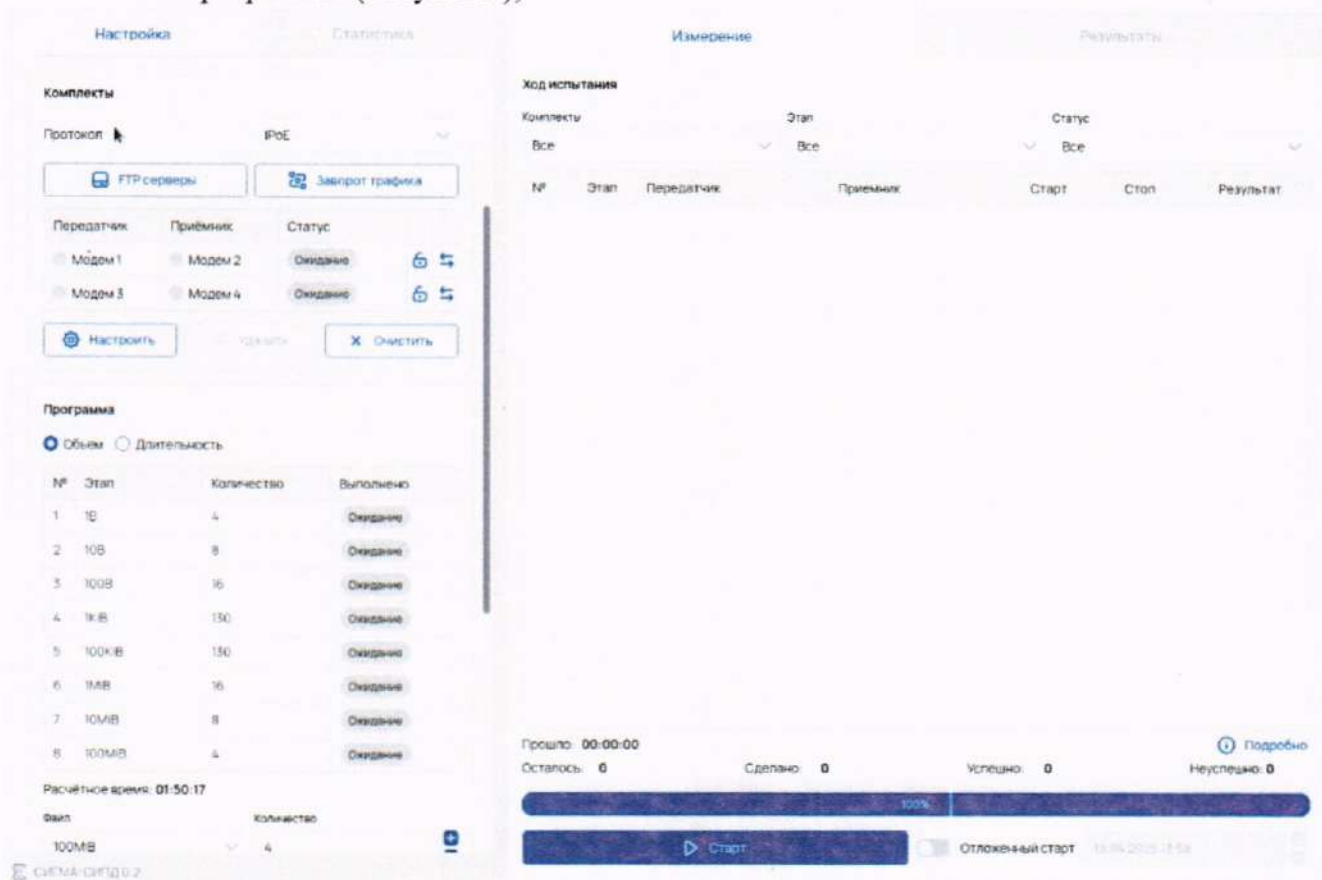 Настройка
Статистика
Комплекты
Протокол
IPoE
FTP серверы
Заворот трафика
Передатчик Приёмник Статус
Модем 1 Модем 2 Ожидание
Модем 3 Модем 4 Ожидание
Настроить
Удалить
Очистить
Программа
Объем Длительность
№ Этап Количество Выполнено
1 1B 4 Ожидание
2 10B 8 Ожидание
3 100B 16 Ожидание
4 1KiB 130 Ожидание
5 100KiB 130 Ожидание
6 1MiB 16 Ожидание
7 10MiB 8 Ожидание
8 100MiB 4 Ожидание
Расчётное время: 01:50:17
Файл Количество
100MiB 4
Измерение
Результаты
Ход испытания
Комплекты Этап Статус
Все Все Все
№ Этап Передатчик Приемник Старт Стоп Результат
Прошло: 00:00:00
Подробно
Осталось: 0 Сделано: 0 Успешно: 0 Неуспешно: 0
100%
Старт
Отложенный старт